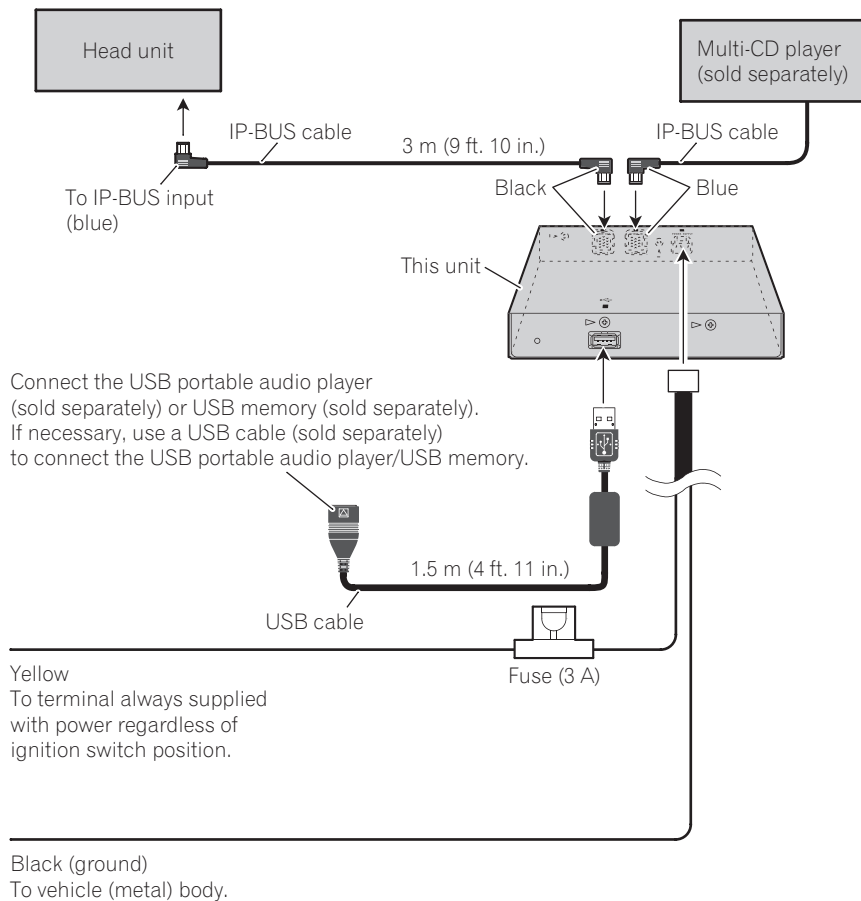 Head unit
Multi-CD player
(sold separately)
IP-BUS cable
3 m (9 ft. 10 in.)
IP-BUS cable
To IP-BUS input
(blue)
Black
Blue
This unit
Connect the USB portable audio player
(sold separately) or USB memory (sold separately).
If necessary, use a USB cable (sold separately)
to connect the USB portable audio player/USB memory.
1.5 m (4 ft. 11 in.)
USB cable
Fuse (3 A)
Yellow
To terminal always supplied
with power regardless of
ignition switch position.
Black (ground)
To vehicle (metal) body.